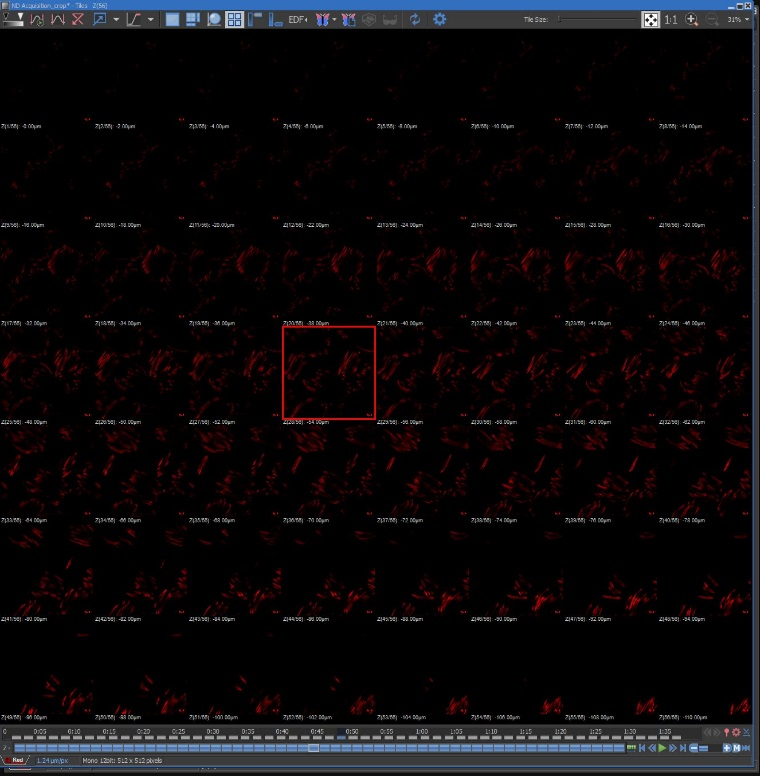 ND Acquisition_crop* - Tiles Z(56)
EDF
Tile Size:
1:1
31%
Z(1/56): -0.00µm Z(2/56): -2.00µm Z(3/56): -4.00µm Z(4/56): -6.00µm Z(5/56): -8.00µm Z(6/56): -10.00µm Z(7/56): -12.00µm Z(8/56): -14.00µm
Z(9/56): -16.00µm Z(10/56): -18.00µm Z(11/56): -20.00µm Z(12/56): -22.00µm Z(13/56): -24.00µm Z(14/56): -26.00µm Z(15/56): -28.00µm Z(16/56): -30.00µm
Z(17/56): -32.00µm Z(18/56): -34.00µm Z(19/56): -36.00µm Z(20/56): -38.00µm Z(21/56): -40.00µm Z(22/56): -42.00µm Z(23/56): -44.00µm Z(24/56): -46.00µm
Z(25/56): -48.00µm Z(26/56): -50.00µm Z(27/56): -52.00µm Z(28/56): -54.00µm Z(29/56): -56.00µm Z(30/56): -58.00µm Z(31/56): -60.00µm Z(32/56): -62.00µm
Z(33/56): -64.00µm Z(34/56): -66.00µm Z(35/56): -68.00µm Z(36/56): -70.00µm Z(37/56): -72.00µm Z(38/56): -74.00µm Z(39/56): -76.00µm Z(40/56): -78.00µm
Z(41/56): -80.00µm Z(42/56): -82.00µm Z(43/56): -84.00µm Z(44/56): -86.00µm Z(45/56): -88.00µm Z(46/56): -90.00µm Z(47/56): -92.00µm Z(48/56): -94.00µm
Z(49/56): -96.00µm Z(50/56): -98.00µm Z(51/56): -100.00µm Z(52/56): -102.00µm Z(53/56): -104.00µm Z(54/56): -106.00µm Z(55/56): -108.00µm Z(56/56): -110.00µm
0 0:05 0:10 0:15 0:20 0:25 0:30 0:35 0:40 0:45 0:50 0:55 1:00 1:05 1:10 1:15 1:20 1:25 1:30 1:35
Z
M
Red 1.24 µm/px Mono 12bit: 512 x 512 pixels